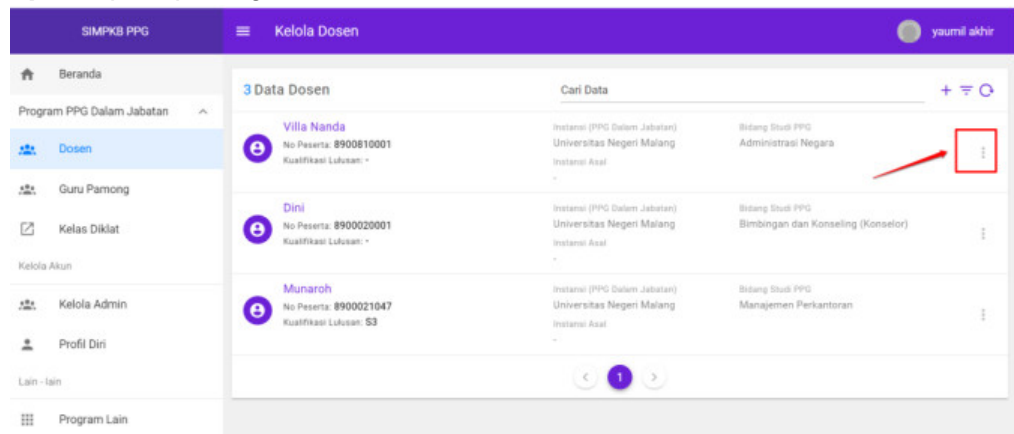 SIMPKB PPG
Kelola Dosen
yaumil akhir
Beranda
Program PPG Dalam Jabatan
Dosen
Guru Pamong
Kelas Diklat
Kelola Akun
Kelola Admin
Profil Diri
Lain - lain
Program Lain
3 Data Dosen
Cari Data
Villa Nanda
No Peserta: 8900810001
Kualifikasi Lulusan: -
Instansi (PPG Dalam Jabatan)
Universitas Negeri Malang
Instansi Asal
-
Bidang Studi PPG
Administrasi Negara
Dini
No Peserta: 8900020001
Kualifikasi Lulusan: -
Instansi (PPG Dalam Jabatan)
Universitas Negeri Malang
Instansi Asal
-
Bidang Studi PPG
Bimbingan dan Konseling (Konselor)
Munaroh
No Peserta: 8900021047
Kualifikasi Lulusan: S3
Instansi (PPG Dalam Jabatan)
Universitas Negeri Malang
Instansi Asal
-
Bidang Studi PPG
Manajemen Perkantoran
1